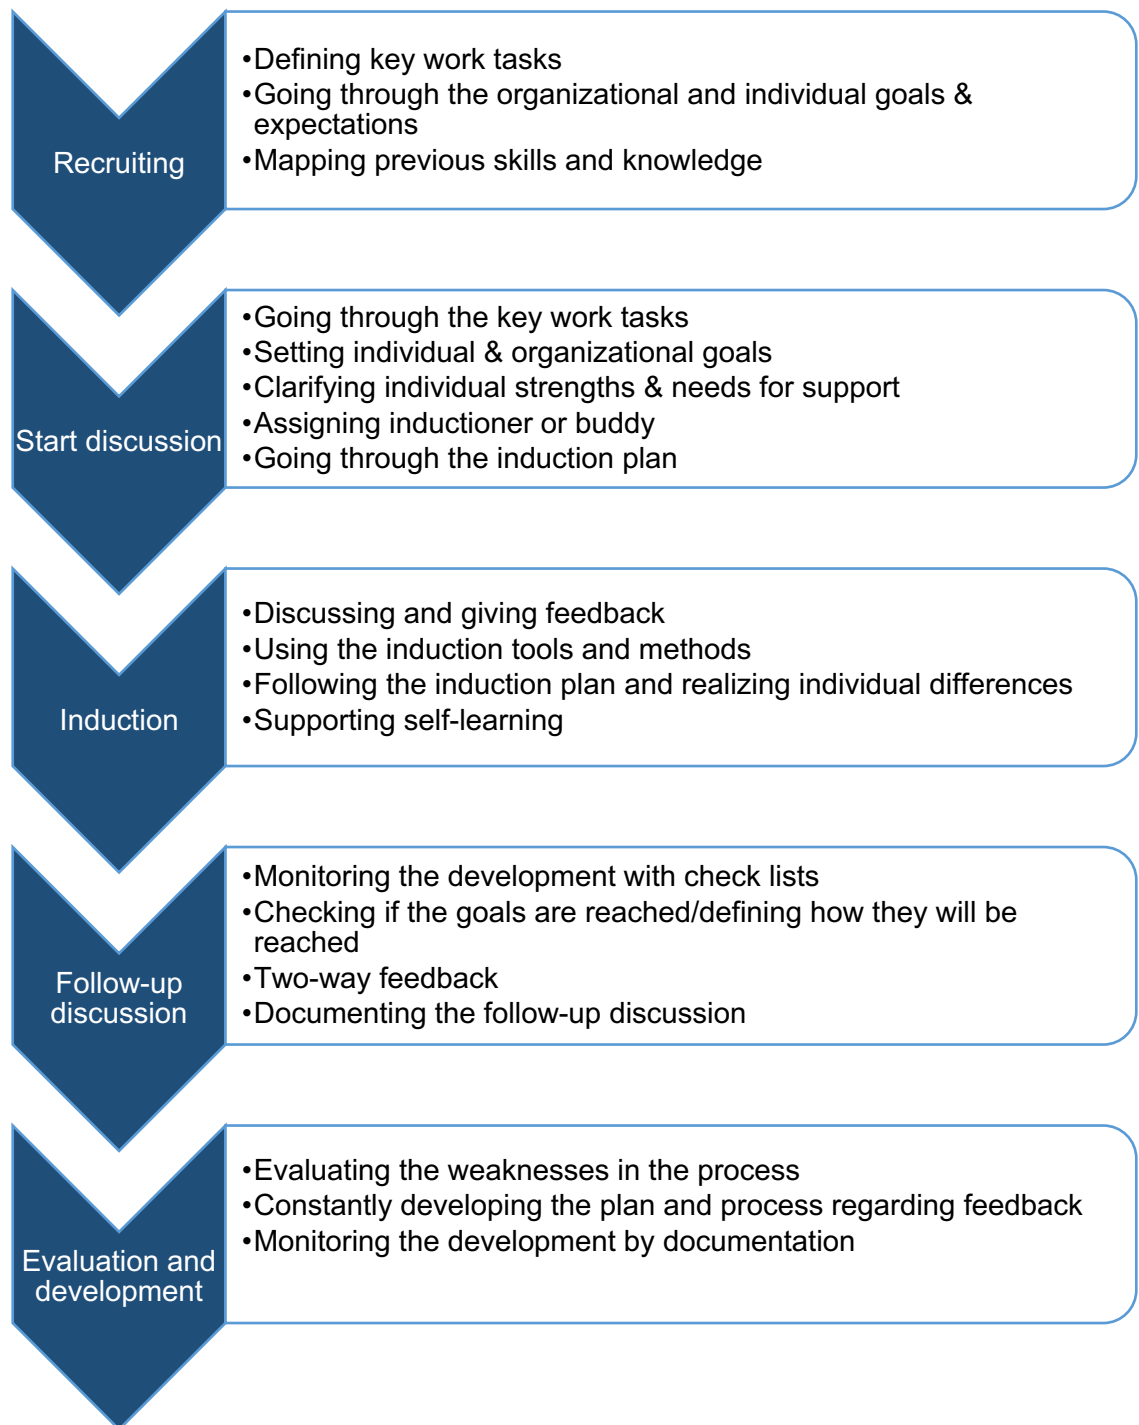 Recruiting
•Defining key work tasks
•Going through the organizational and individual goals &
expectations
•Mapping previous skills and knowledge
Start discussion
•Going through the key work tasks
•Setting individual & organizational goals
•Clarifying individual strengths & needs for support
•Assigning inductioner or buddy
•Going through the induction plan
Induction
•Discussing and giving feedback
•Using the induction tools and methods
•Following the induction plan and realizing individual differences
•Supporting self-learning
Follow-up
discussion
•Monitoring the development with check lists
•Checking if the goals are reached/defining how they will be
reached
•Two-way feedback
•Documenting the follow-up discussion
Evaluation and
development
•Evaluating the weaknesses in the process
•Constantly developing the plan and process regarding feedback
•Monitoring the development by documentation